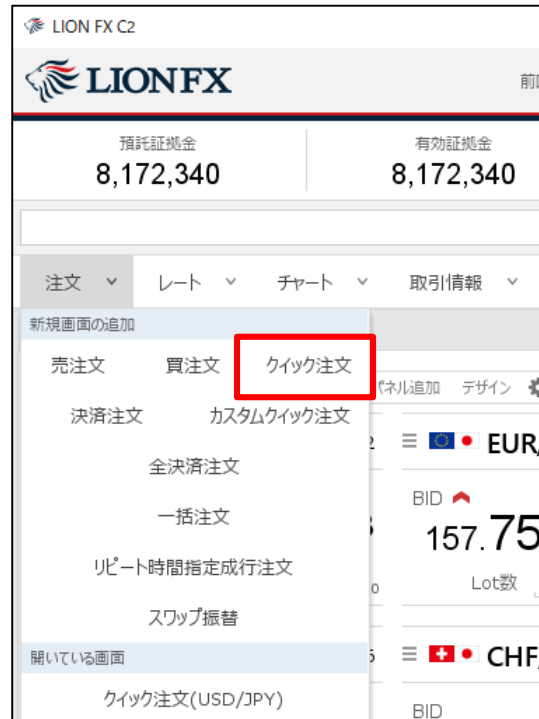 LION FX C2
LION FX
預託証拠金 有効証拠金
8,172,340 8,172,340
注文 レート チャート 取引情報
新規画面の追加
売注文 買注文 クイック注文
パネル追加 デザイン
決済注文 カスタムクイック注文
EUR/
全決済注文
BID
一括注文
157.75
リピート時間指定成行注文
Lot数
スワップ振替
開いている画面
CHF/
クイック注文(USD/JPY)
BID